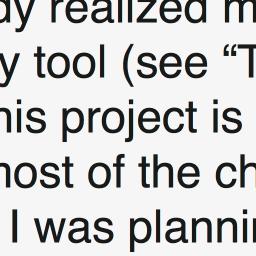 dy realized m
y tool (see “T
his project is
nost of the ch
I was plannin